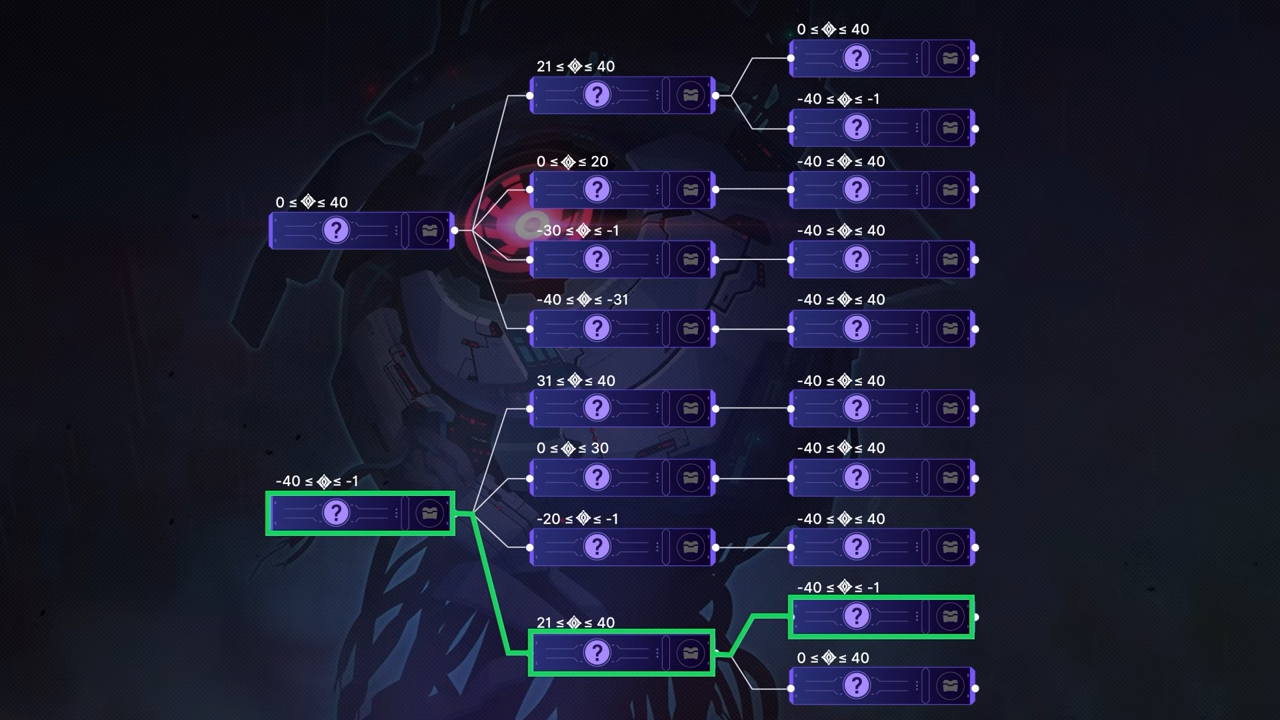 0 ≤ ◈ ≤ 40
?
-40 ≤ ◈ ≤ -1
?
21 ≤ ◈ ≤ 40
?
0 ≤ ◈ ≤ 20
?
-30 ≤ ◈ ≤ -1
?
-40 ≤ ◈ ≤ -31
?
31 ≤ ◈ ≤ 40
?
0 ≤ ◈ ≤ 30
?
-20 ≤ ◈ ≤ -1
?
21 ≤ ◈ ≤ 40
?
0 ≤ ◈ ≤ 40
?
-40 ≤ ◈ ≤ -1
?
-40 ≤ ◈ ≤ 40
?
-40 ≤ ◈ ≤ 40
?
-40 ≤ ◈ ≤ 40
?
-40 ≤ ◈ ≤ 40
?
-40 ≤ ◈ ≤ 40
?
-40 ≤ ◈ ≤ 40
?
-40 ≤ ◈ ≤ -1
?
0 ≤ ◈ ≤ 40
?